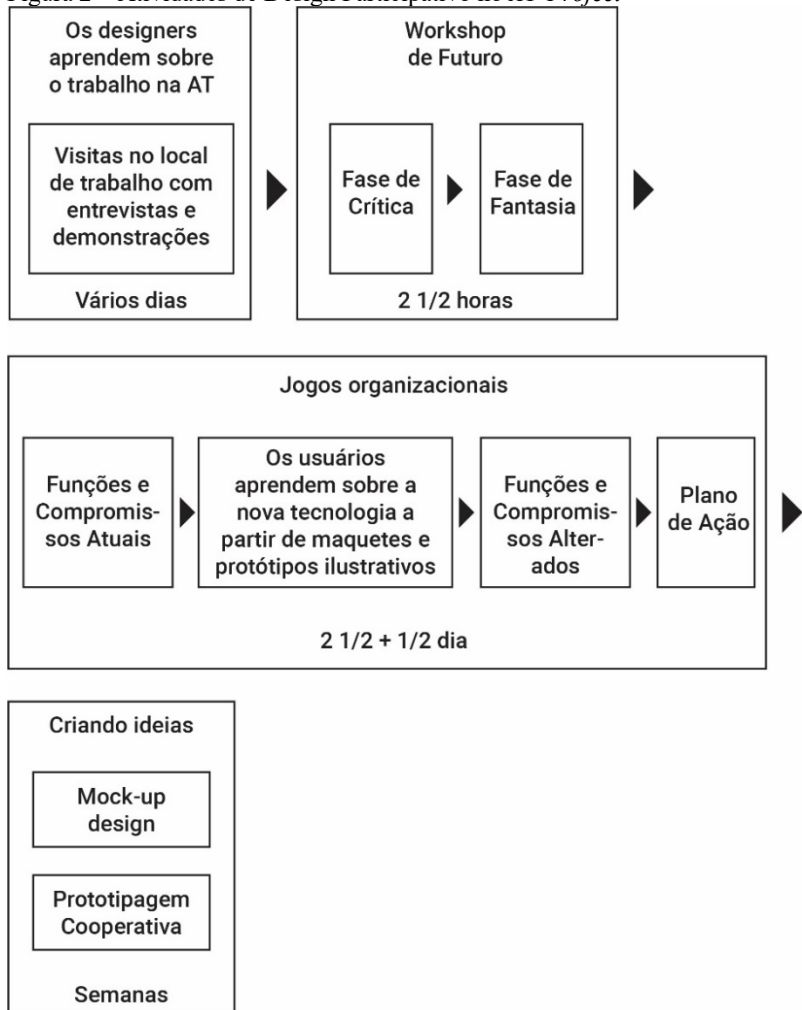 Os designers
aprendem sobre
o trabalho na AT
Visitas no local
de trabalho com
entrevistas e
demonstrações
Vários dias
Workshop
de Futuro
Fase de
Crítica
Fase de
Fantasia
2 1/2 horas
Jogos organizacionais
Funções e
Compromis-
sos Atuais
Os usuários
aprendem sobre a
nova tecnologia a
partir de maquetes e
protótipos ilustrativos
Funções e
Compromis-
sos Alter-
ados
Plano
de Ação
2 1/2 + 1/2 dia
Criando ideias
Mock-up
design
Prototipagem
Cooperativa
Semanas